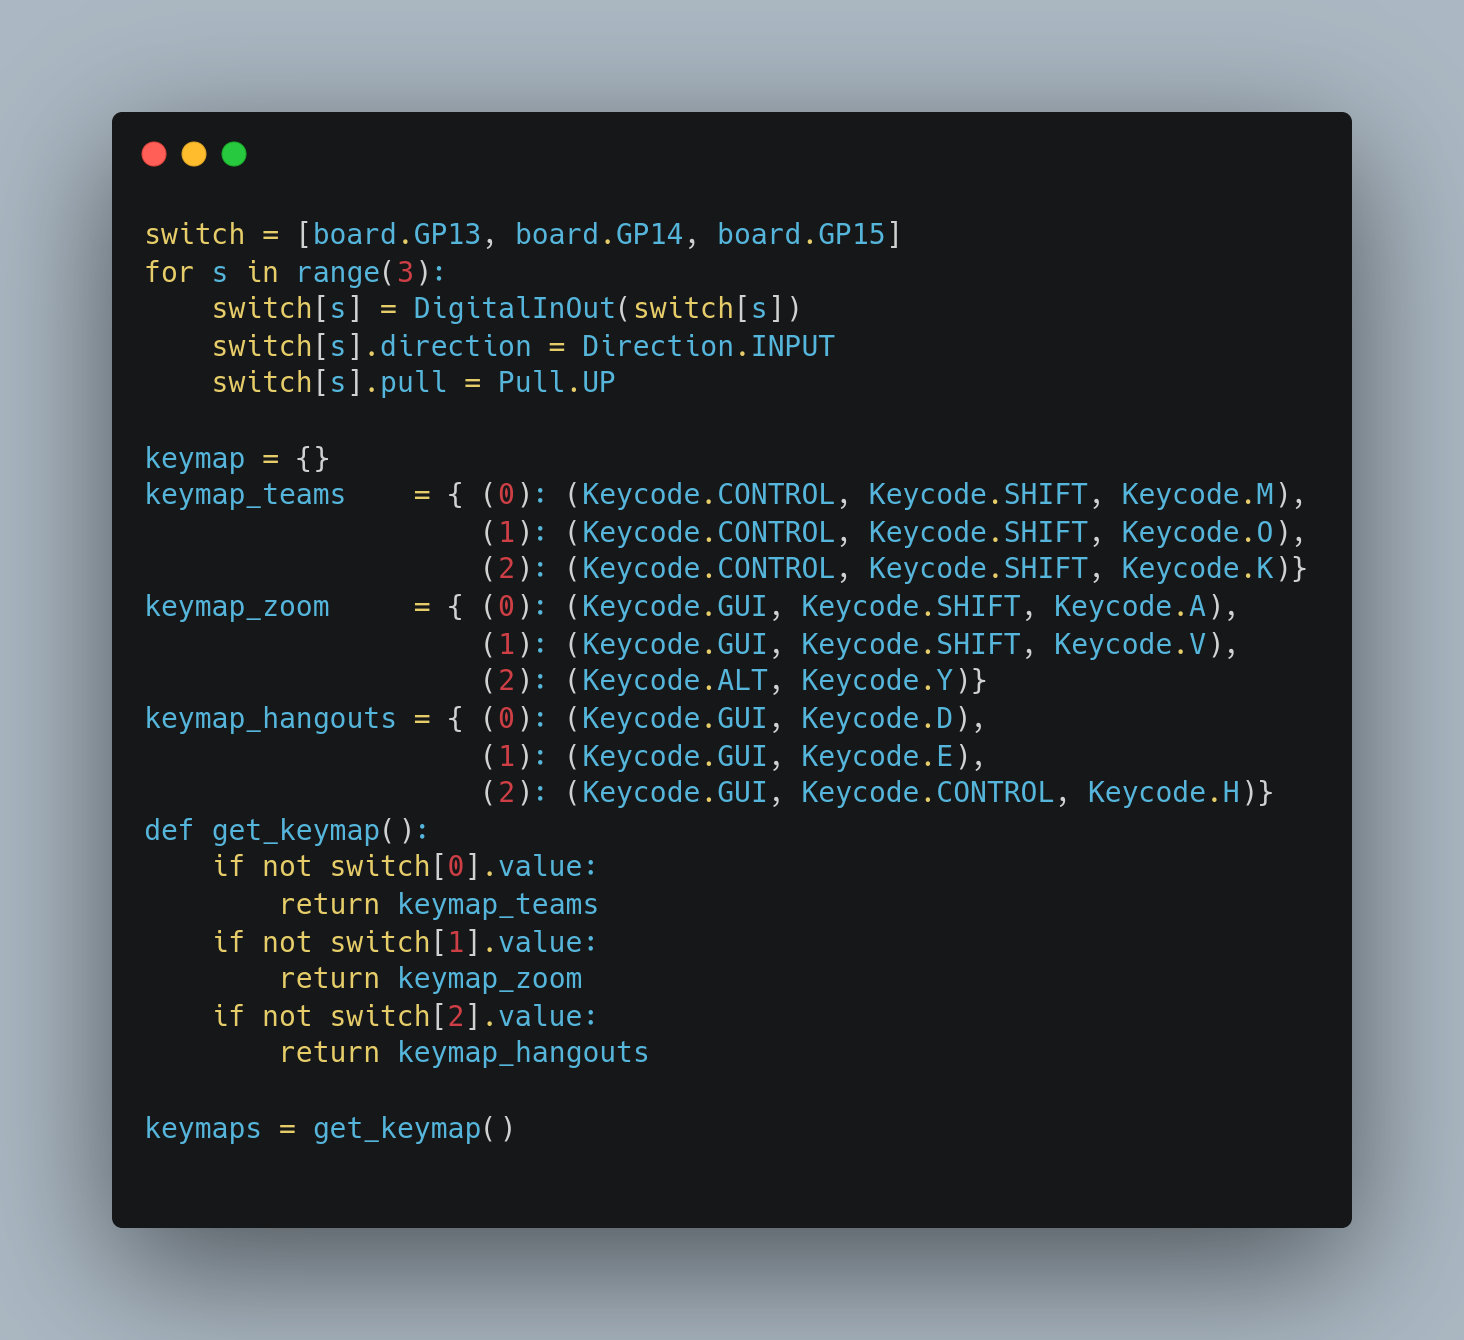 switch = [board.GP13, board.GP14, board.GP15]
for s in range(3):
    switch[s] = DigitalInOut(switch[s])
    switch[s].direction = Direction.INPUT
    switch[s].pull = Pull.UP

keymap = {}
keymap_teams    = { (0): (Keycode.CONTROL, Keycode.SHIFT, Keycode.M),
                    (1): (Keycode.CONTROL, Keycode.SHIFT, Keycode.O),
                    (2): (Keycode.CONTROL, Keycode.SHIFT, Keycode.K)}
keymap_zoom     = { (0): (Keycode.GUI, Keycode.SHIFT, Keycode.A),
                    (1): (Keycode.GUI, Keycode.SHIFT, Keycode.V),
                    (2): (Keycode.ALT, Keycode.Y)}
keymap_hangouts = { (0): (Keycode.GUI, Keycode.D),
                    (1): (Keycode.GUI, Keycode.E),
                    (2): (Keycode.GUI, Keycode.CONTROL, Keycode.H)}
def get_keymap():
    if not switch[0].value:
        return keymap_teams
    if not switch[1].value:
        return keymap_zoom
    if not switch[2].value:
        return keymap_hangouts

keymaps = get_keymap()